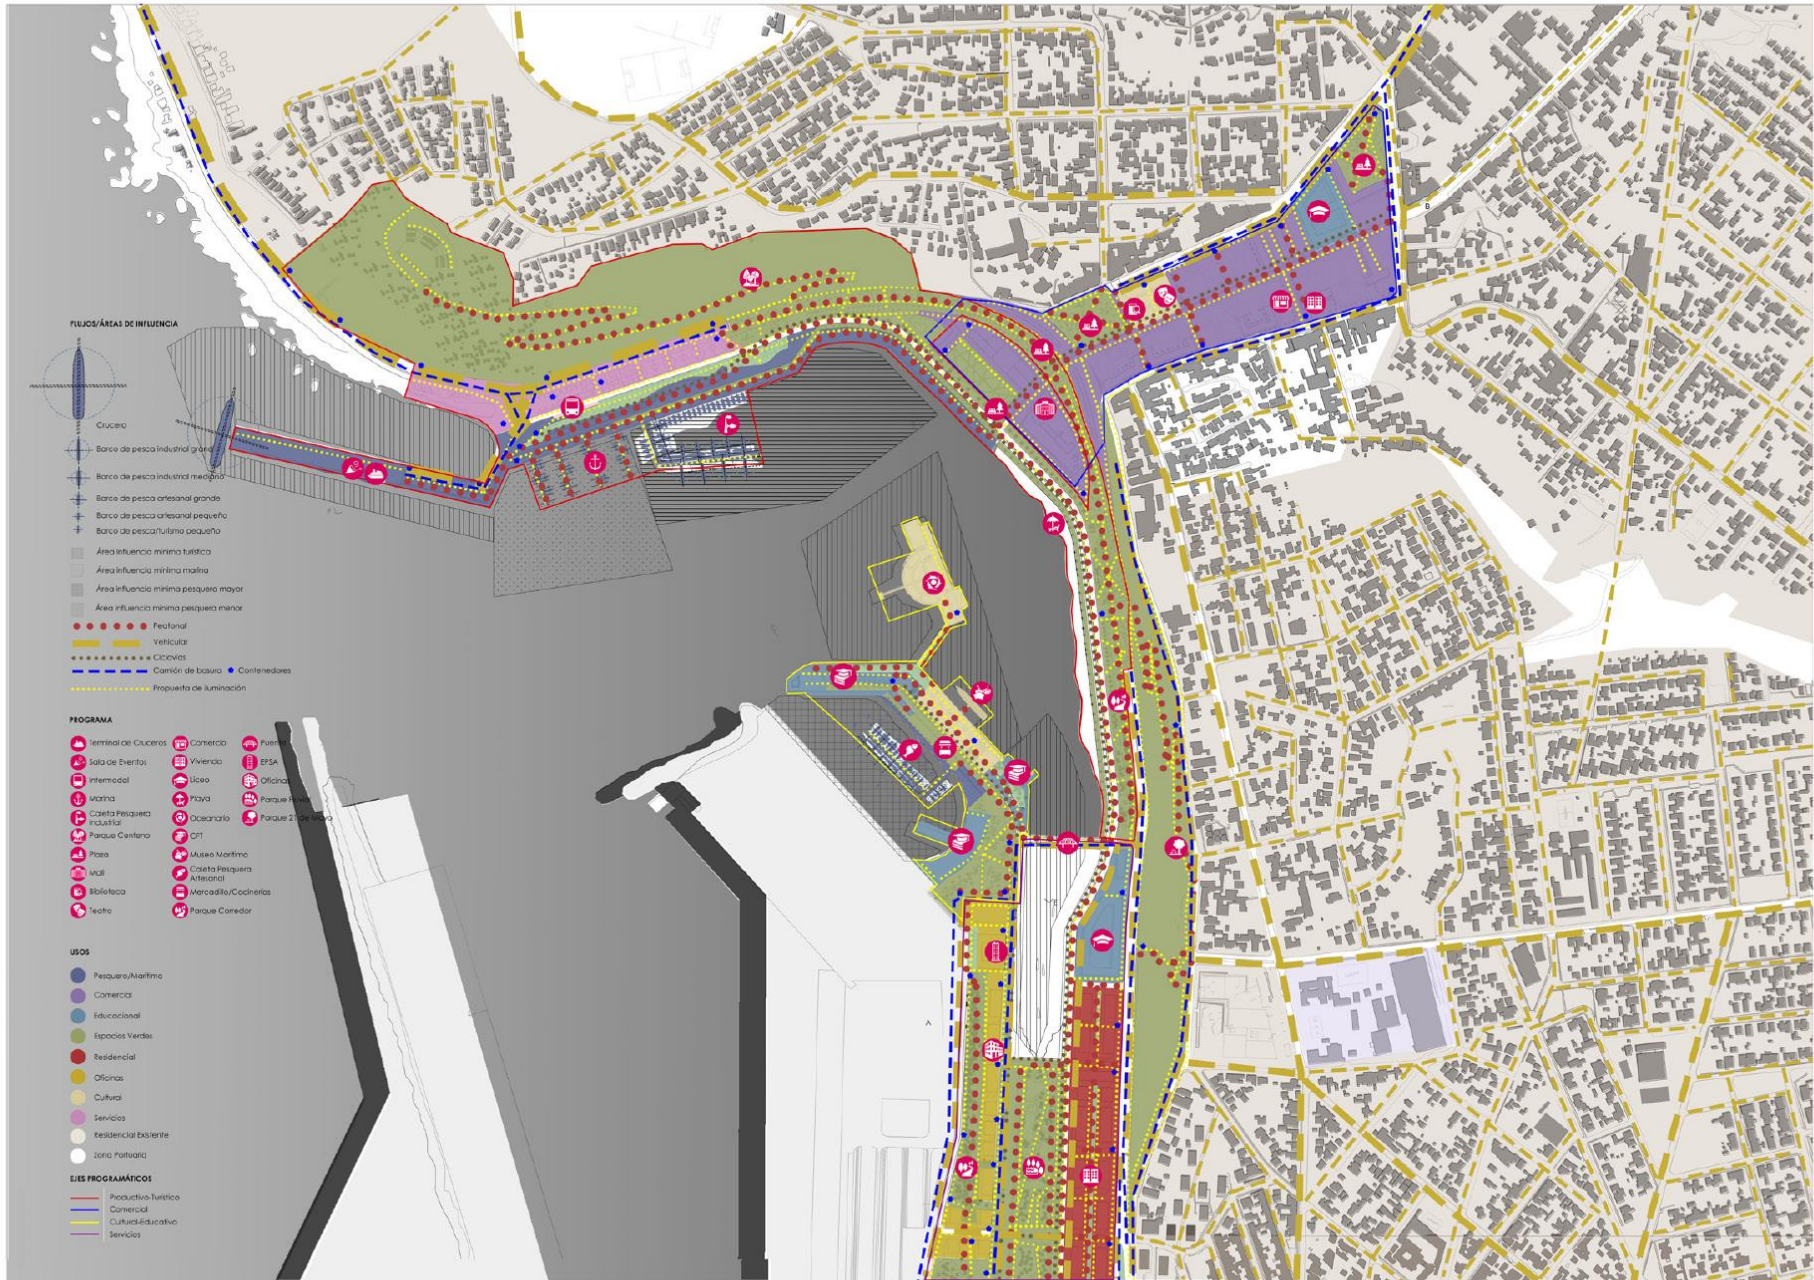 FLUJOS/ÁREAS DE INFLUENCIA
Crucero
Barco de pesca industrial grande
Barco de pesca industrial mediano
Barco de pesca artesanal grande
Barco de pesca artesanal pequeño
Barco de pesca/turismo pequeño
Área influencia mínima turística
Área influencia mínima marina
Área influencia mínima pesquero mayor
Área influencia mínima pesquera menor
Peatonal
Vehicular
Ciclovías
Camión de basura
Contenedores
Propuesta de iluminación
PROGRAMA
Terminal de Cruceros
Sala de Eventos
Intermodal
Marina
Caleta Pesquera
Industrial
Parque Centeno
Plaza
Mall
Biblioteca
Teatro
Comercio
Vivienda
Liceo
Playa
Oceanario
CFT
Museo Marítimo
Caleta Pesquera
Artesanal
Mercadillo/Cocinerías
Parque Corredor
Puente
EPSA
Oficinas
Parque Fluvial
Parque 21 de Mayo
USOS
Pesquero/Marítimo
Comercial
Educacional
Espacios Verdes
Residencial
Oficinas
Cultural
Servicios
Residencial Existente
Zona Portuaria
EJES PROGRAMÁTICOS
Productivo-Turístico
Comercial
Cultural-Educativo
Servicios
B
A